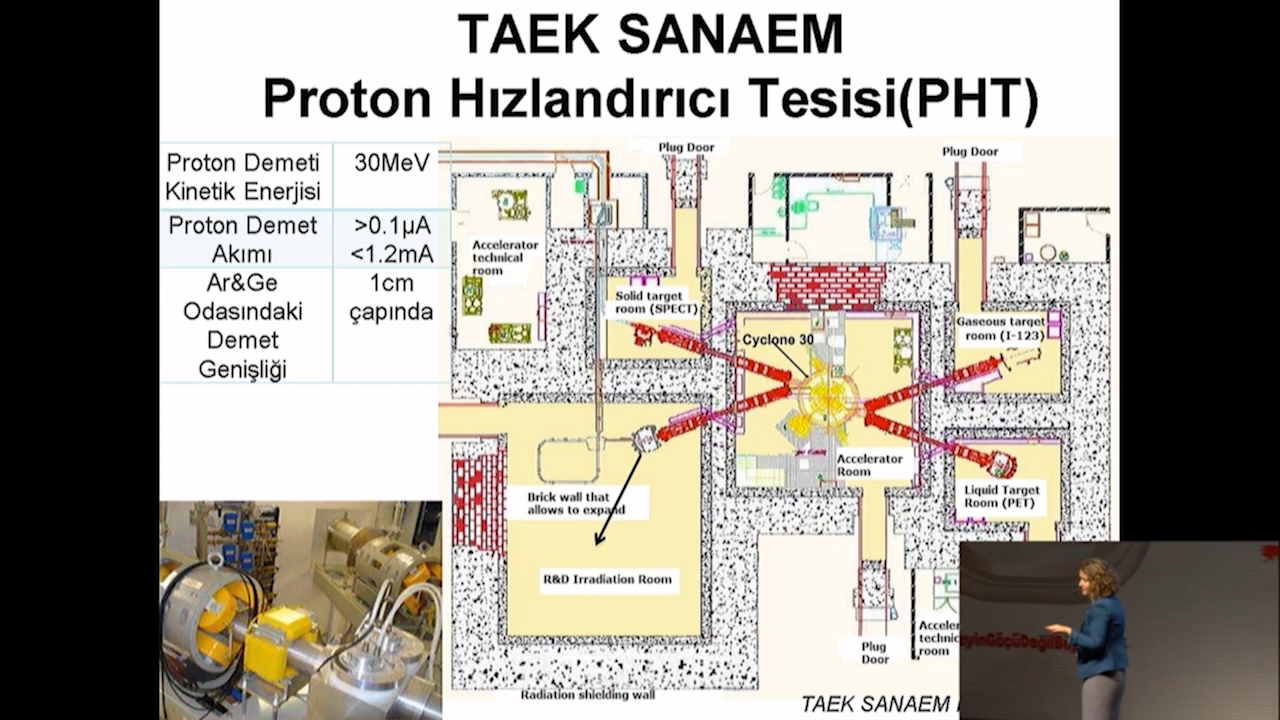 TAEK SANAEM
Proton Hızlandırıcı Tesisi(PHT)
Proton Demeti
Kinetik Enerjisi
30MeV
Proton Demet
Akımı
>0.1µA
<1.2mA
Ar&Ge
Odasındaki
Demet
Genişliği
1cm
çapında
Plug Door
Plug Door
Accelerator
technical
room
Solid target
room (SPECT)
Cyclone 30
Gaseous target
room (I-123)
Accelerator
Room
Liquid Target
Room (PET)
Brick wall that
allows to expand
R&D Irradiation Room
Plug
Door
Acceler
technic
room
Radiation shielding wall
TAEK SANAEM
yinGöçüDeğilB